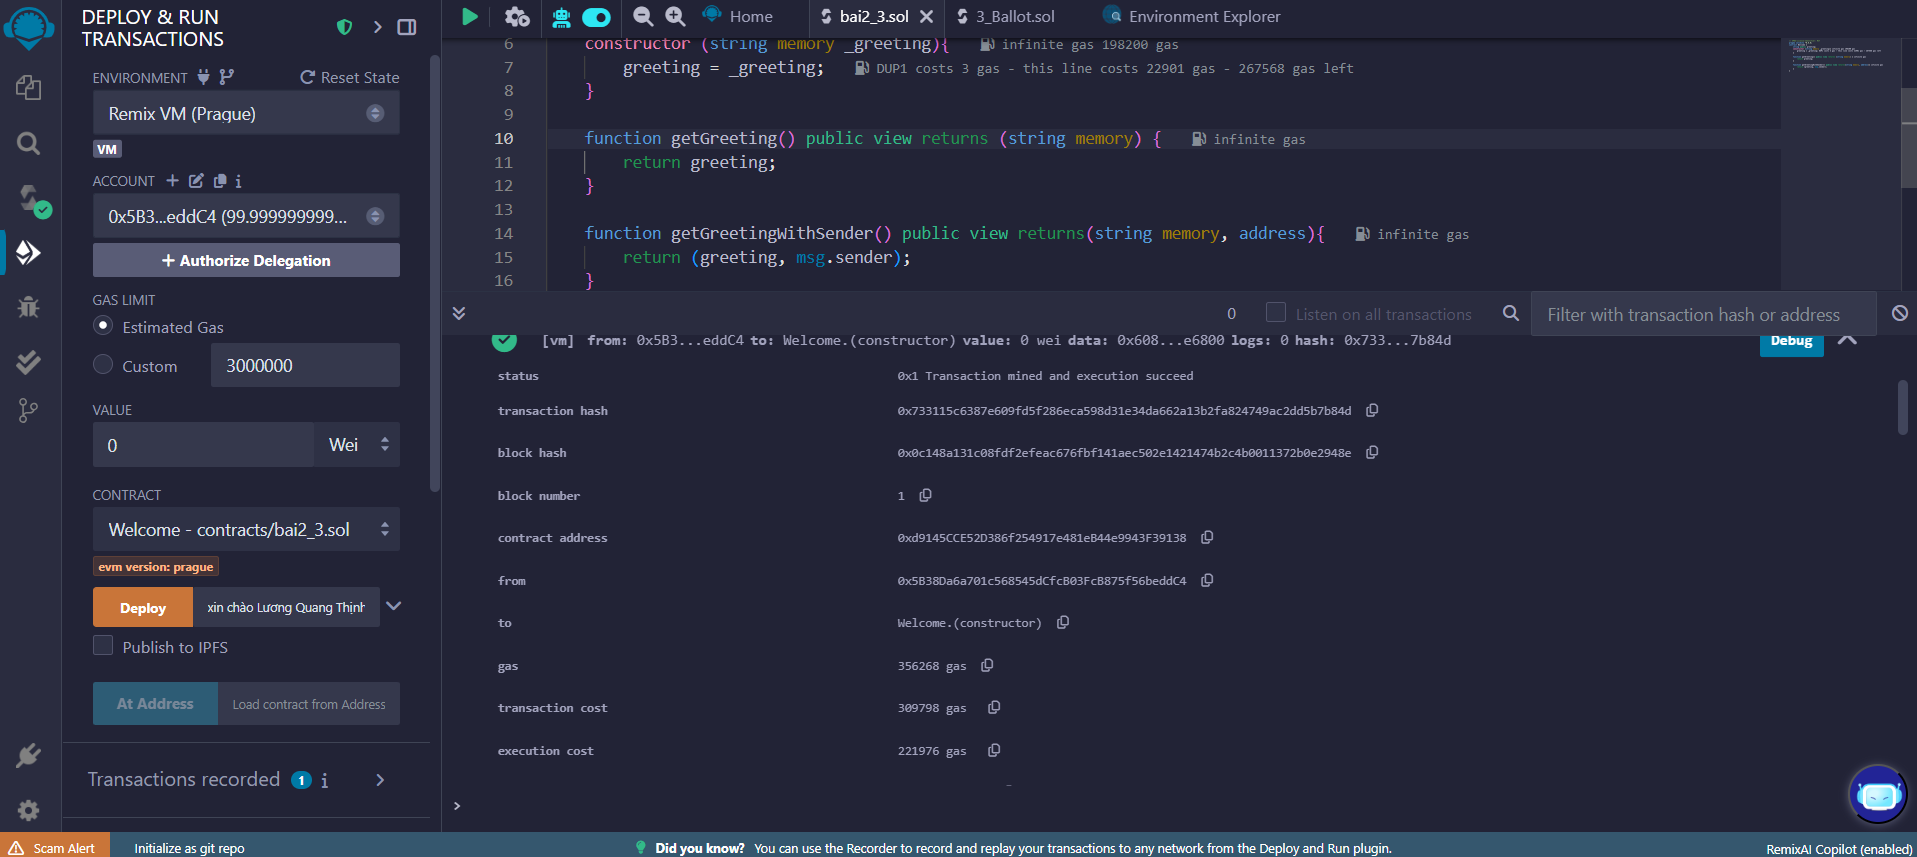 DEPLOY & RUN
TRANSACTIONS
ENVIRONMENT
Reset State
Remix VM (Prague)
VM
ACCOUNT
0x5B3...eddC4 (99.999999999...
+ Authorize Delegation
GAS LIMIT
Estimated Gas
Custom
3000000
VALUE
0
Wei
CONTRACT
Welcome - contracts/bai2_3.sol
evm version: prague
Deploy
xin chào Lương Quang Thịnh
Publish to IPFS
At Address
Load contract from Address
Transactions recorded 1 i
Home
bai2_3.sol
3_Ballot.sol
Environment Explorer
6 constructor (string memory _greeting){ infinite gas 198200 gas
7 greeting = _greeting; DUP1 costs 3 gas - this line costs 22901 gas - 267568 gas left
8 }
9
10 function getGreeting() public view returns (string memory) { infinite gas
11 return greeting;
12 }
13
14 function getGreetingWithSender() public view returns(string memory, address){ infinite gas
15 return (greeting, msg.sender);
16 }
0
Listen on all transactions
Filter with transaction hash or address
[vm] from: 0x5B3...eddC4 to: Welcome.(constructor) value: 0 wei data: 0x608...e6800 logs: 0 hash: 0x733...7b84d
Debug
status 0x1 Transaction mined and execution succeed
transaction hash 0x733115c6387e609fd5f286eca598d31e34da662a13b2fa824749ac2dd5b7b84d
block hash 0x0c148a131c08fdf2efeac676fbf141aec502e1421474b2c4b0011372b0e2948e
block number 1
contract address 0xd9145CCE52D386f254917e481eB44e9943F39138
from 0x5B38Da6a701c568545dCfcB03FcB875f56beddC4
to Welcome.(constructor)
gas 356268 gas
transaction cost 309798 gas
execution cost 221976 gas
>
Scam Alert
Initialize as git repo
Did you know? You can use the Recorder to record and replay your transactions to any network from the Deploy and Run plugin.
RemixAI Copilot (enabled)